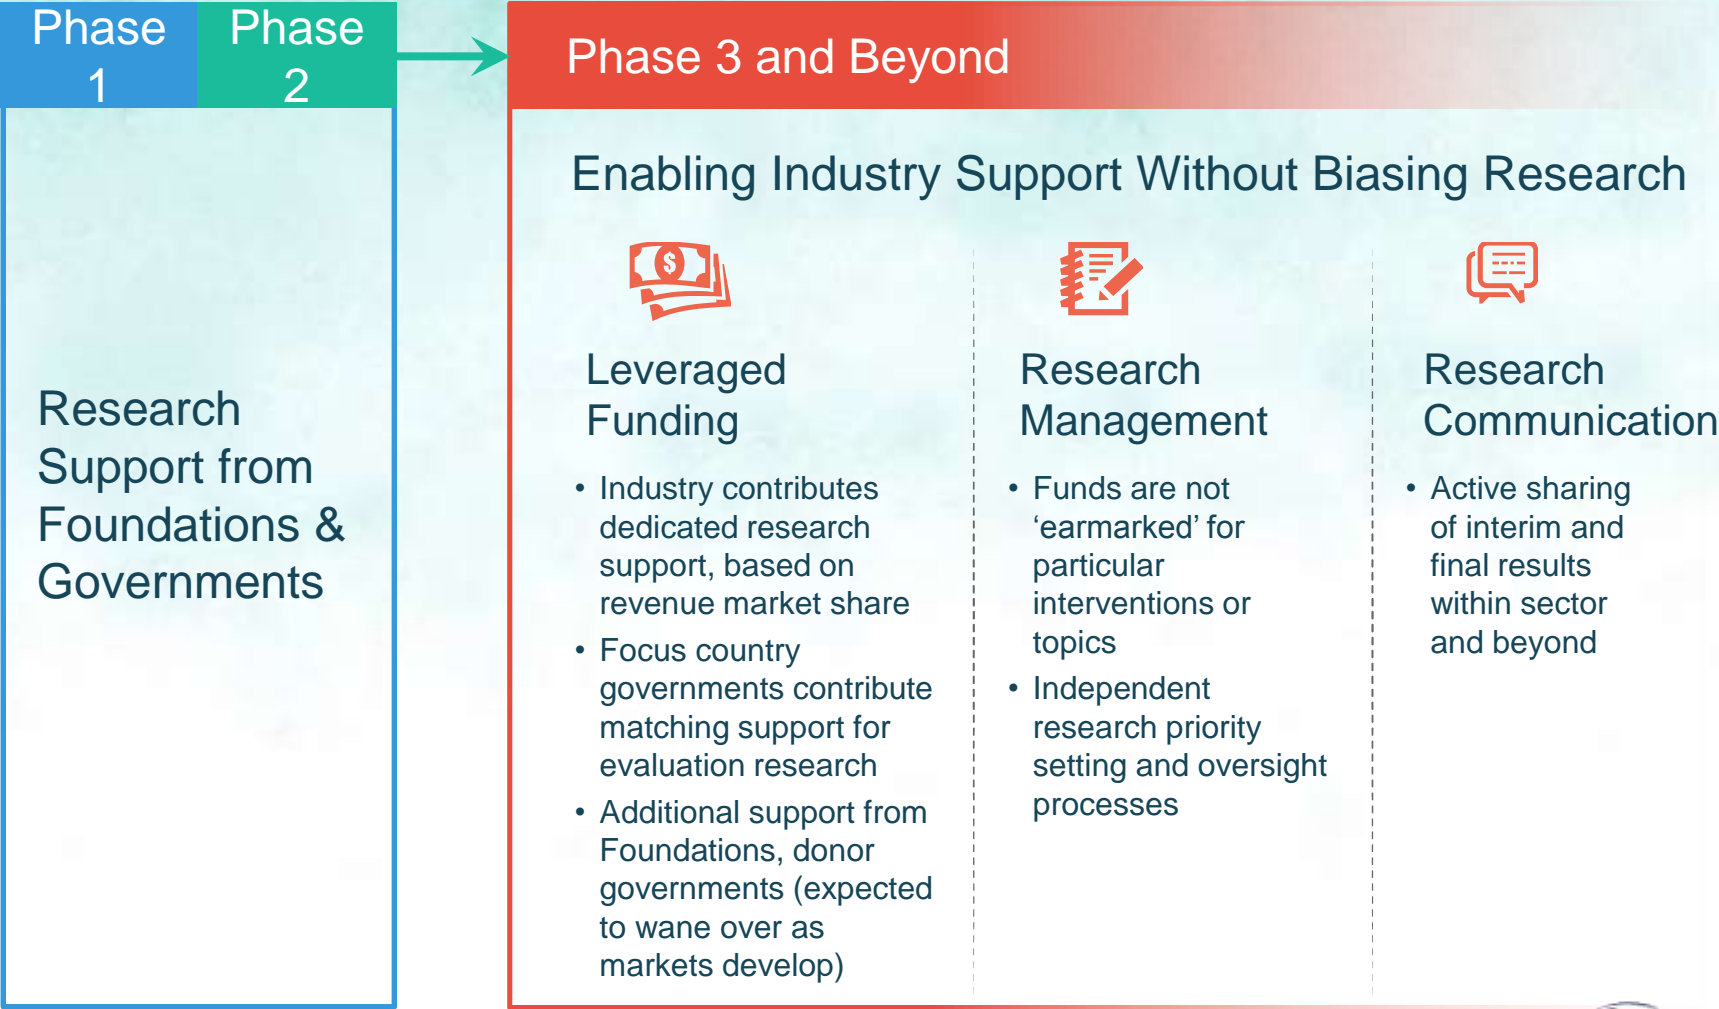 Phase
1
Phase
2
Research
Support from
Foundations &
Governments
Phase 3 and Beyond
Enabling Industry Support Without Biasing Research
Leveraged
Funding
• Industry contributes
dedicated research
support, based on
revenue market share
• Focus country
governments contribute
matching support for
evaluation research
• Additional support from
Foundations, donor
governments (expected
to wane over as
markets develop)
Research
Management
• Funds are not
‘earmarked’ for
particular
interventions or
topics
• Independent
research priority
setting and oversight
processes
Research
Communication
• Active sharing
of interim and
final results
within sector
and beyond